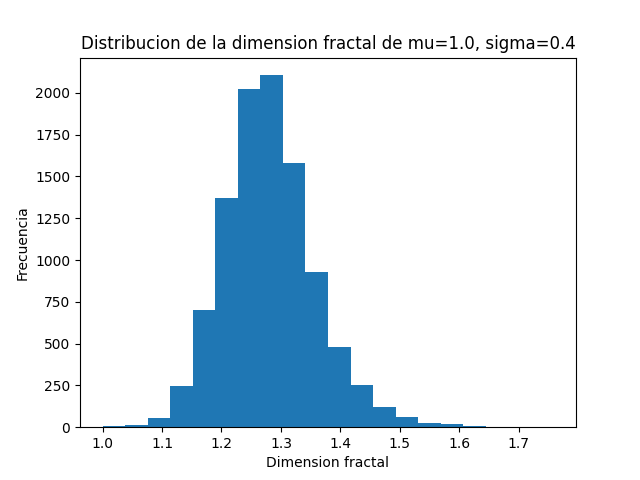 Distribucion de la dimension fractal de mu=1.0, sigma=0.4
Frecuencia
2000
1750
1500
1250
1000
750
500
250
0
1.0 1.1 1.2 1.3 1.4 1.5 1.6 1.7
Dimension fractal